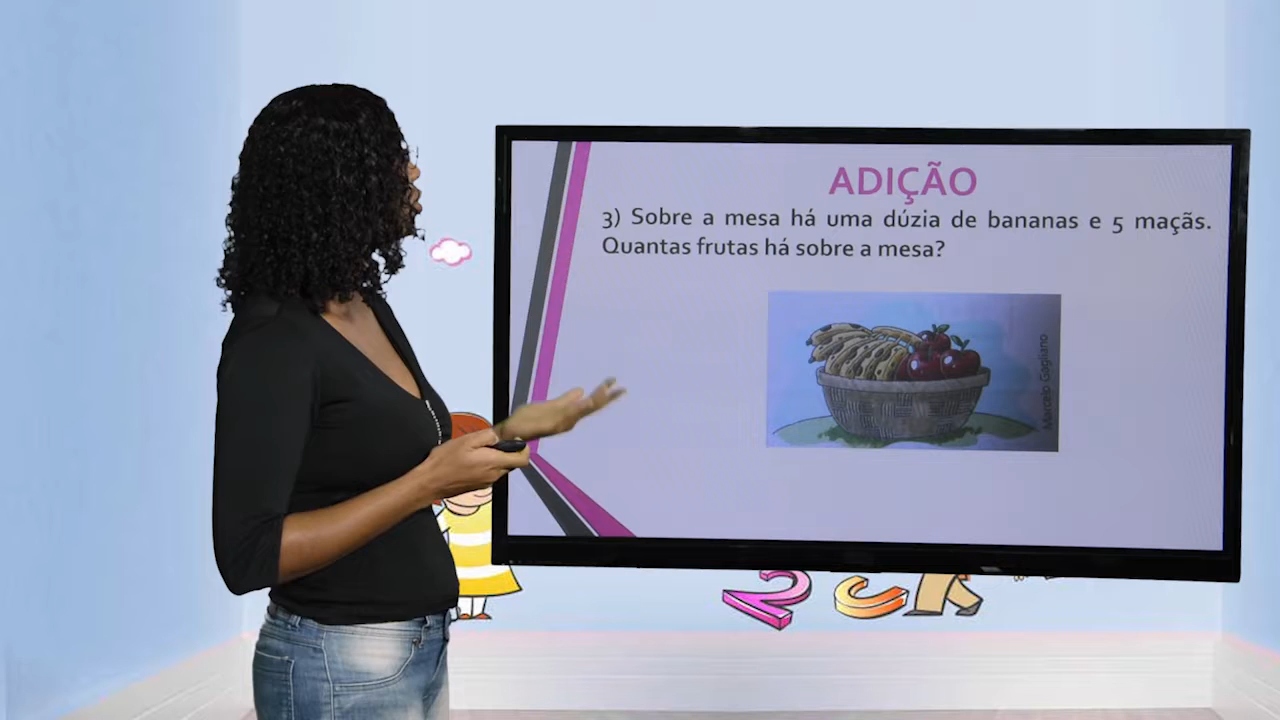 ADIÇÃO
3) Sobre a mesa há uma dúzia de bananas e 5 maçãs.
Quantas frutas há sobre a mesa?
Marcelo Gagliano